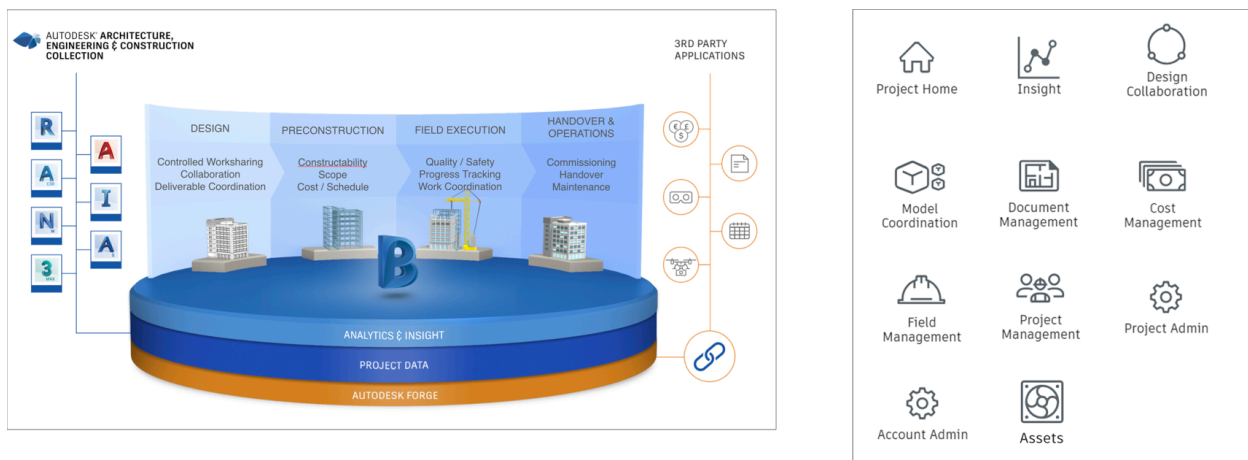 AUTODESK® ARCHITECTURE,
ENGINEERING & CONSTRUCTION
COLLECTION
3RD PARTY
APPLICATIONS
DESIGN
PRECONSTRUCTION
FIELD EXECUTION
HANDOVER &
OPERATIONS
Controlled Worksharing
Collaboration
Deliverable Coordination
Constructability
Scope
Cost / Schedule
Quality / Safety
Progress Tracking
Work Coordination
Commissioning
Handover
Maintenance
R
A
A
I
N
A
3
B
€ £
$
ANALYTICS & INSIGHT
PROJECT DATA
AUTODESK FORGE
Project Home
Insight
Design
Collaboration
Model
Coordination
Document
Management
Cost
Management
Field
Management
Project
Management
Project Admin
Account Admin
Assets